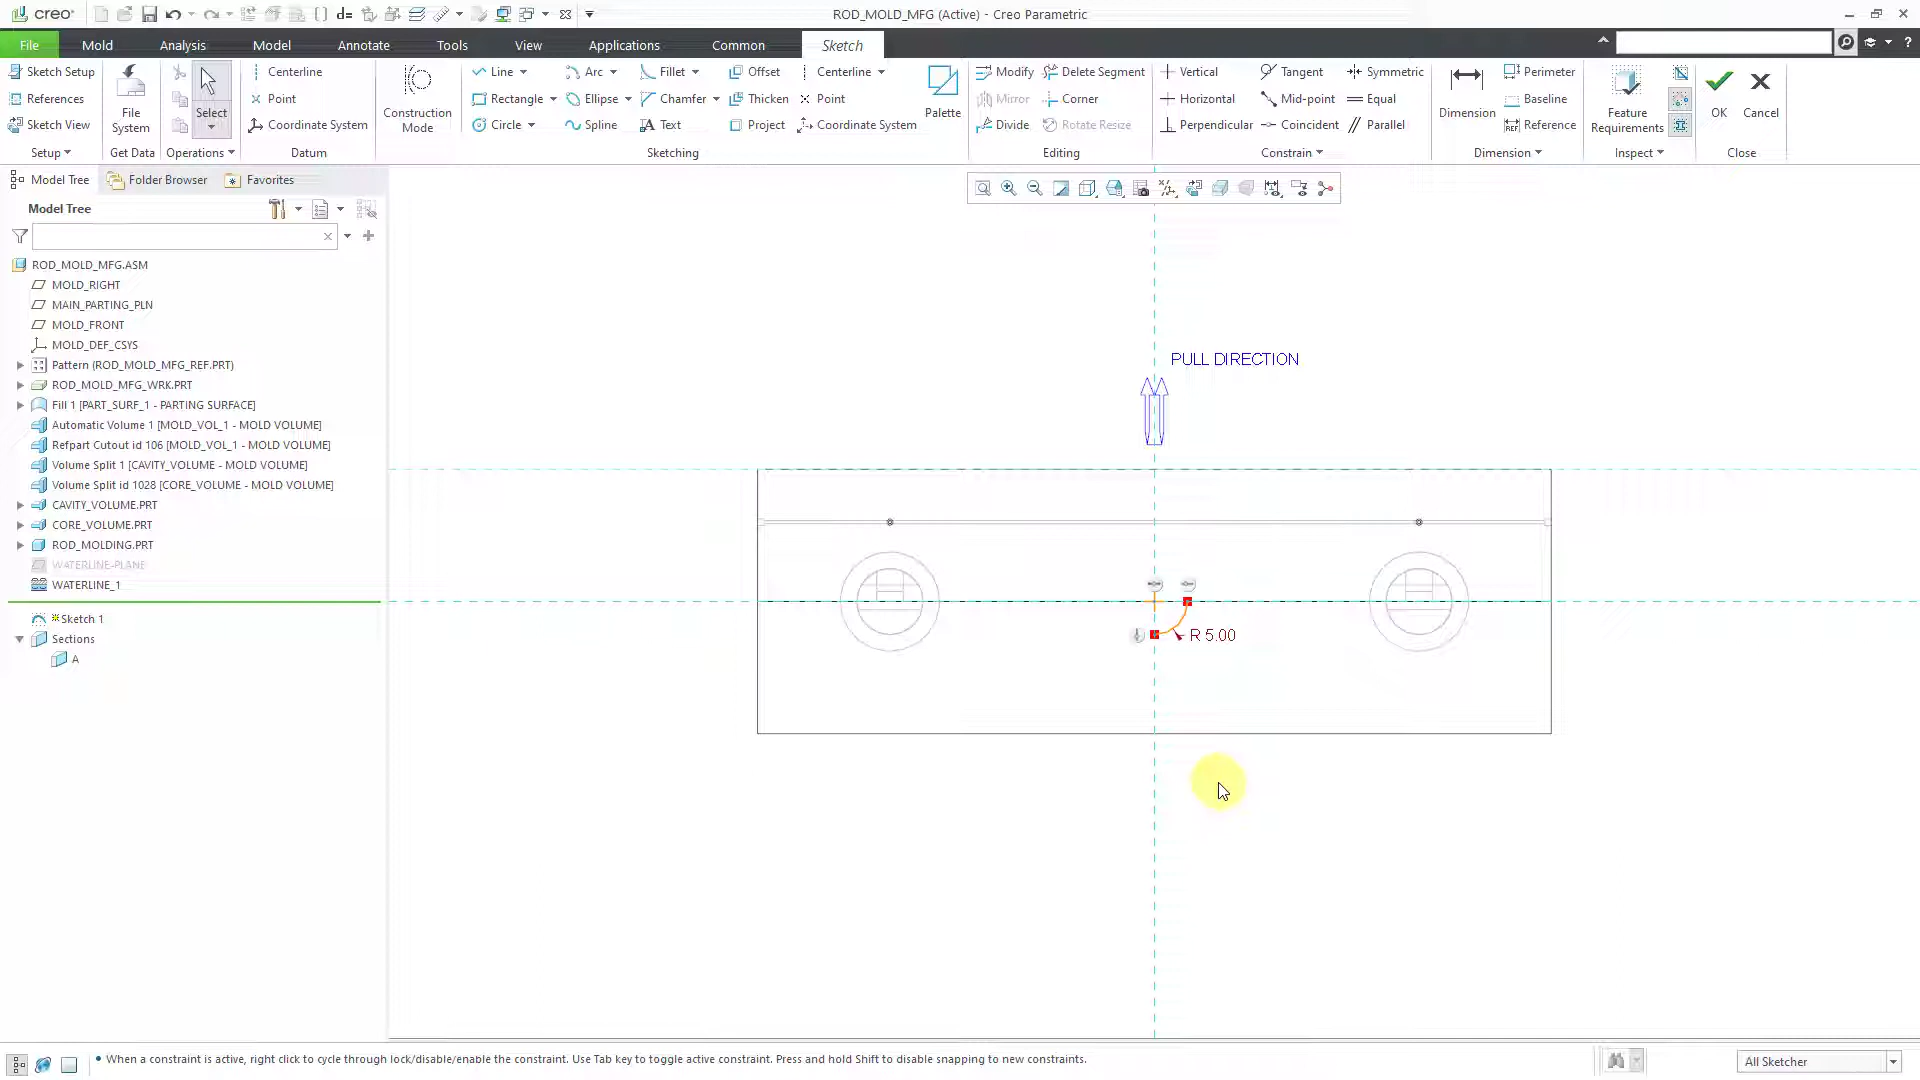 creo
ROD_MOLD_MFG (Active) - Creo Parametric
File
Mold
Analysis
Model
Annotate
Tools
View
Applications
Common
Sketch
Sketch Setup
References
Sketch View
Setup
File System
Get Data
Select
Operations
Centerline
Point
Coordinate System
Datum
Construction Mode
Line
Rectangle
Circle
Arc
Ellipse
Spline
Fillet
Chamfer
Text
Offset
Thicken
Project
Centerline
Point
Coordinate System
Palette
Sketching
Modify
Mirror
Divide
Delete Segment
Corner
Rotate Resize
Editing
Vertical
Horizontal
Perpendicular
Tangent
Mid-point
Coincident
Symmetric
Equal
Parallel
Constrain
Dimension
Perimeter
Baseline
Reference
REF
Dimension
Feature Requirements
Inspect
OK
Cancel
Close
Model Tree
Folder Browser
Favorites
Model Tree
ROD_MOLD_MFG.ASM
MOLD_RIGHT
MAIN_PARTING_PLN
MOLD_FRONT
MOLD_DEF_CSYS
Pattern (ROD_MOLD_MFG_REF.PRT)
ROD_MOLD_MFG_WRK.PRT
Fill 1 [PART_SURF_1 - PARTING SURFACE]
Automatic Volume 1 [MOLD_VOL_1 - MOLD VOLUME]
Refpart Cutout id 106 [MOLD_VOL_1 - MOLD VOLUME]
Volume Split 1 [CAVITY_VOLUME - MOLD VOLUME]
Volume Split id 1028 [CORE_VOLUME - MOLD VOLUME]
CAVITY_VOLUME.PRT
CORE_VOLUME.PRT
ROD_MOLDING.PRT
WATERLINE-PLANE
WATERLINE_1
Sketch 1
Sections
A
PULL DIRECTION
R 5.00
When a constraint is active, right click to cycle through lock/disable/enable the constraint. Use Tab key to toggle active constraint. Press and hold Shift to disable snapping to new constraints.
All Sketcher